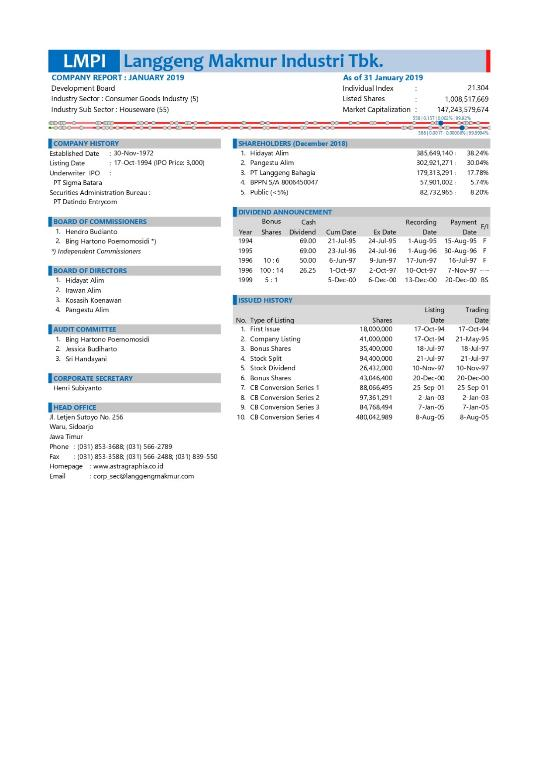 LMPI Langgeng Makmur Industri Tbk.
COMPANY REPORT : JANUARY 2019 As of 31 January 2019
Development Board Individual Index : 21.304
Industry Sector : Consumer Goods Industry (5) Listed Shares : 1,008,517,669
Industry Sub Sector : Houseware (55) Market Capitalization : 147,243,579,674
COMPANY HISTORY
Established Date : 30-Nov-1972
Listing Date : 17-Oct-1994 (IPO Price: 3,000)
Underwriter IPO :
PT Sigma Batara
Securities Administration Bureau :
PT Datindo Entrycom
BOARD OF COMMISSIONERS
1. Hendro Budianto
2. Bing Hartono Poernomosidi *)
*) Independent Commissioners
BOARD OF DIRECTORS
1. Hidayat Alim
2. Irawan Alim
3. Kosasih Koenawan
4. Pangestu Alim
AUDIT COMMITTEE
1. Bing Hartono Poernomosidi
2. Jessica Budiharto
3. Sri Handayani
CORPORATE SECRETARY
Henri Subiyanto
HEAD OFFICE
Jl. Letjen Sutoyo No. 256
Waru, Sidoarjo
Jawa Timur
Phone : (031) 853-3688; (031) 566-2789
Fax : (031) 853-3588; (031) 566-2488; (031) 839-550
Homepage : www.astragraphia.co.id
Email : corp_sec@langgengmakmur.com
SHAREHOLDERS (December 2018)
1. Hidayat Alim 385,649,140 : 38.24%
2. Pangestu Alim 302,921,271 : 30.04%
3. PT Langgeng Bahagia 179,313,291 : 17.78%
4. BPPN S/A 8006450047 57,901,002 : 5.74%
5. Public (<5%) 82,732,965 : 8.20%
DIVIDEND ANNOUNCEMENT
Bonus Cash Recording Payment
Year Shares Dividend Cum Date Ex Date Date Date F/I
1994 69.00 21-Jul-95 24-Jul-95 1-Aug-95 15-Aug-95 F
1995 69.00 23-Jul-96 24-Jul-96 1-Aug-96 30-Aug-96 F
1996 10 : 6 50.00 6-Jun-97 9-Jun-97 17-Jun-97 16-Jul-97 F
1996 100 : 14 26.25 1-Oct-97 2-Oct-97 10-Oct-97 7-Nov-97
1999 5 : 1 5-Dec-00 6-Dec-00 13-Dec-00 20-Dec-00 BS
ISSUED HISTORY
Listing Trading
No. Type of Listing Shares Date Date
1. First Issue 18,000,000 17-Oct-94 17-Oct-94
2. Company Listing 41,000,000 17-Oct-94 21-May-95
3. Bonus Shares 35,400,000 18-Jul-97 18-Jul-97
4. Stock Split 94,400,000 21-Jul-97 21-Jul-97
5. Stock Dividend 26,432,000 10-Nov-97 10-Nov-97
6. Bonus Shares 43,046,400 20-Dec-00 20-Dec-00
7. CB Conversion Series 1 88,066,495 25-Sep-01 25-Sep-01
8. CB Conversion Series 2 97,361,291 2-Jan-03 2-Jan-03
9. CB Conversion Series 3 84,768,494 7-Jan-05 7-Jan-05
10. CB Conversion Series 4 480,042,989 8-Aug-05 8-Aug-05